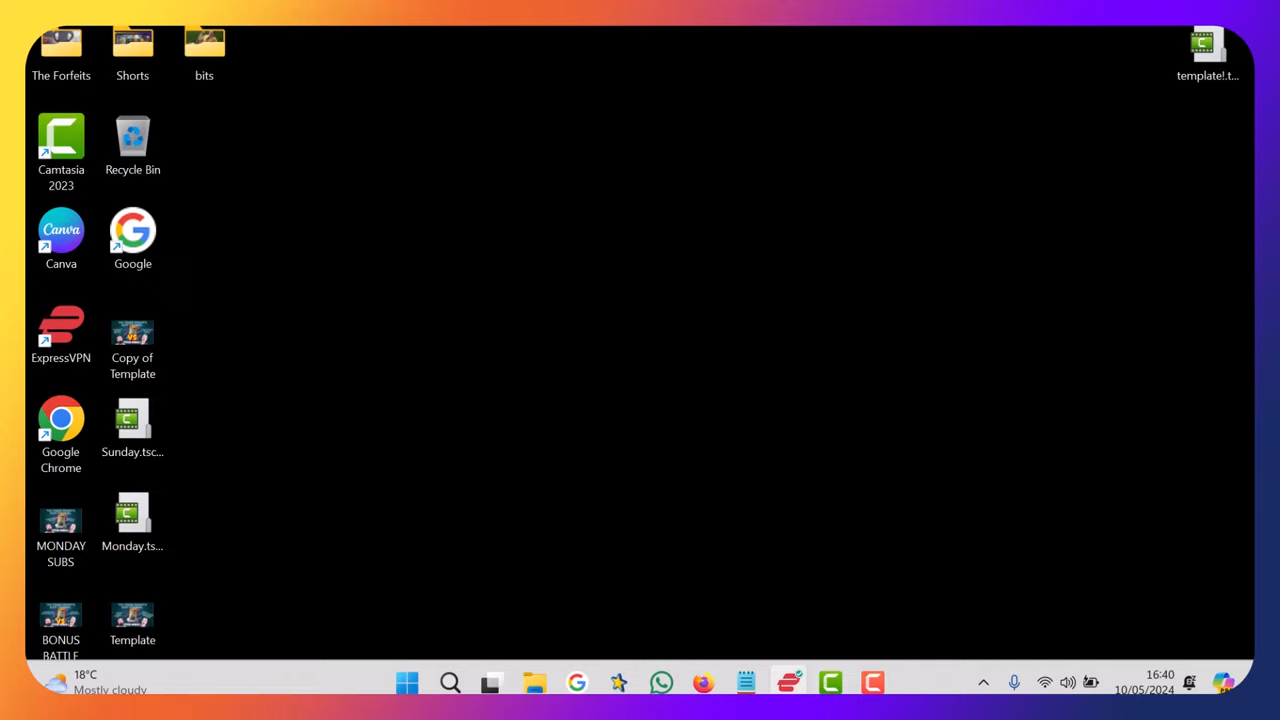 The Forfeits
Shorts
bits
template!.t...
Camtasia
2023
Recycle Bin
Canva
Canva
Google
ExpressVPN
Copy of
Template
Google
Chrome
Sunday.tsc...
MONDAY
SUBS
Monday.ts...
BONUS
BATTLE
Template
18°C
Mostly cloudy
16:40
10/05/2024